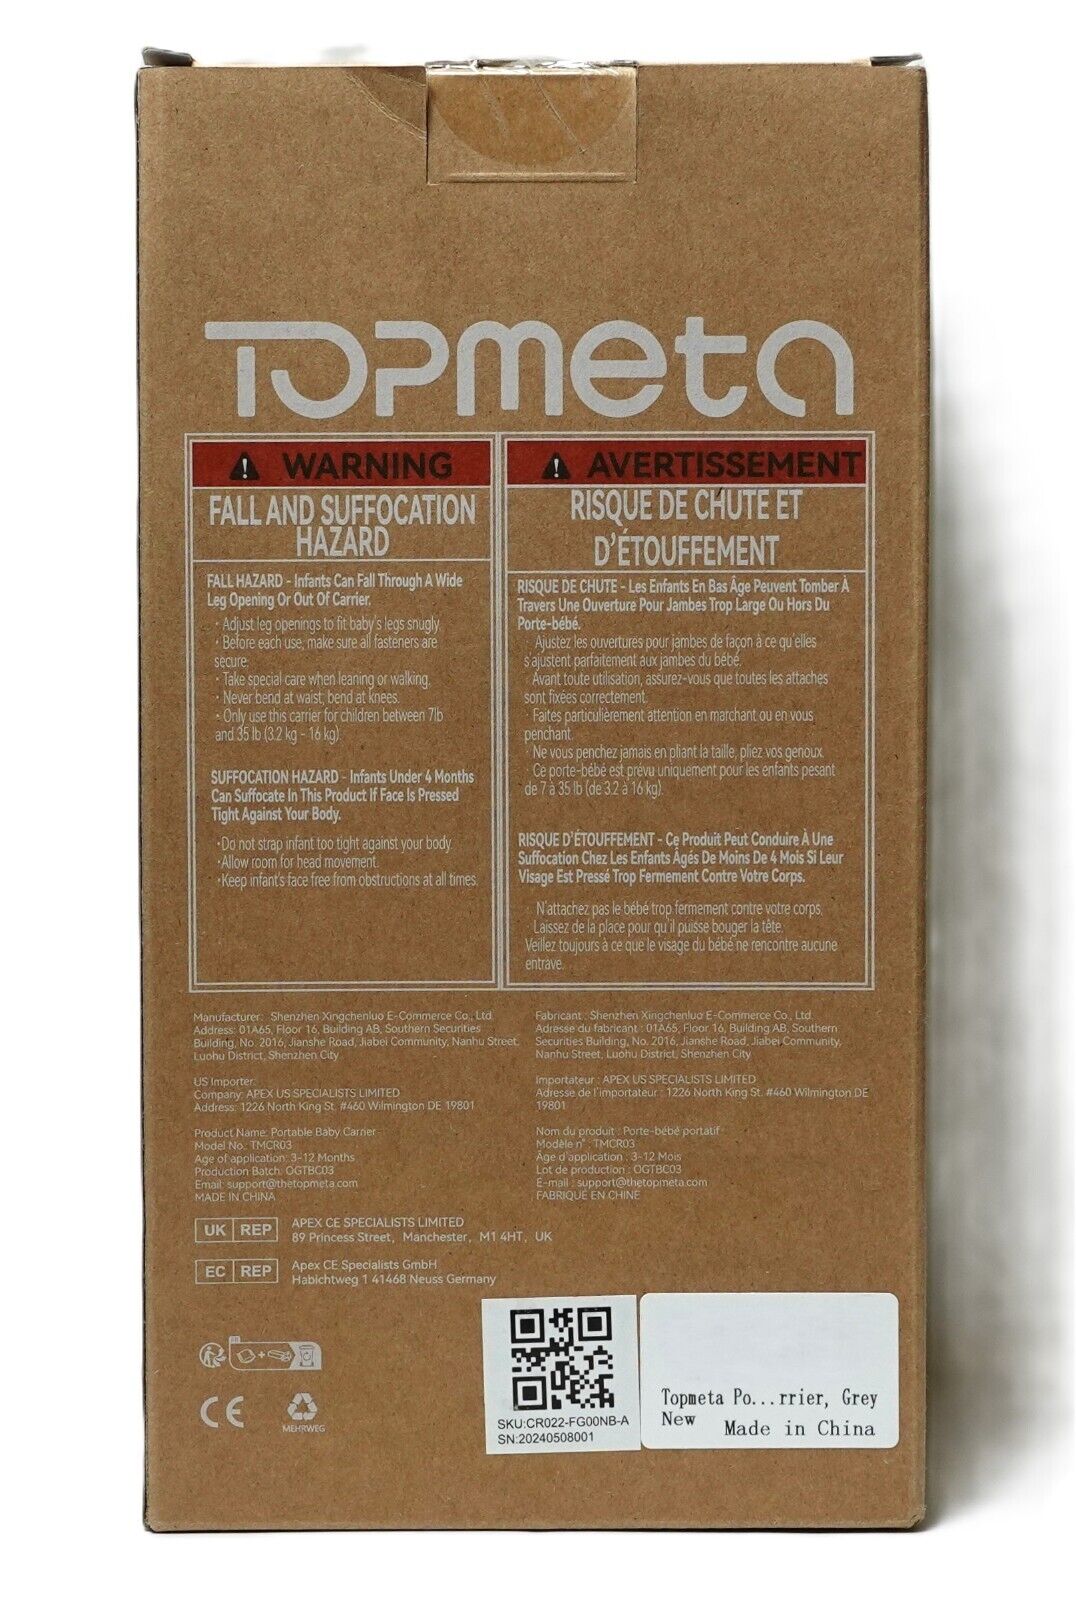 TOPMETA
WARNING
FALL AND SUFFOCATION
HAZARD
FALL HAZARD - Infants Can Fall Through A Wide
Leg Opening Or Out Of Carrier.
· Adjust leg openings to fit baby's legs snugly.
· Before each use, make sure all fasteners are
secure.
· Take special care when leaning or walking.
· Never bend at waist, bend at knees.
· Only use this carrier for children between 7lb
and 35 lb (3.2 kg - 16 kg)
SUFFOCATION HAZARD - Infants Under 4 Months
Can Suffocate In This Product If Face Is Pressed
Tight Against Your Body.
·Do not strap infant too tight against your body.
·Allow room for head movement.
·Keep infant's face free from obstructions at all times.
AVERTISSEMENT
RISQUE DE CHUTE ET
D'ÉTOUFFEMENT
RISQUE DE CHUTE - Les Enfants En Bas Âge Peuvent Tomber À
Travers Une Ouverture Pour Jambes Trop Large Ou Hors Du
Porte-bébé.
· Ajustez les ouvertures pour jambes de façon à ce qu'elles
s'ajustent parfaitement aux jambes du bébé.
· Avant toute utilisation, assurez-vous que toutes les attaches
sont fixées correctement.
· Faites particulièrement attention en marchant ou en vous
penchant.
· Ne vous penchez jamais en pliant la taille, pliez vos genoux.
· Ce porte-bébé est prévu uniquement pour les enfants pesant
de 7 à 35 lb (de 3.2 à 16 kg).
RISQUE D'ÉTOUFFEMENT - Ce Produit Peut Conduire À Une
Suffocation Chez Les Enfants Âgés De Moins De 4 Mois Si Leur
Visage Est Pressé Trop Fermement Contre Votre Corps.
· N'attachez pas le bébé trop fermement contre votre corps.
· Laissez de la place pour qu'il puisse bouger la tête.
Veillez toujours à ce que le visage du bébé ne rencontre aucune
entrave.
Manufacturer: Shenzhen Xingchenluo E-Commerce Co., Ltd
Address: 01A65, Floor 16, Building AB, Southern Securities
Building, No. 2016, Jianshe Road, Jiabei Community, Nanhu Street,
Luohu District, Shenzhen City
US Importer:
Company: APEX US SPECIALISTS LIMITED
Address: 1226 North King St. #460 Wilmington DE 19801
Product Name: Portable Baby Carrier
Model No.: TMCR03
Age of application: 3-12 Months
Production Batch: OGTBC03
Email: support@thetopmeta.com
MADE IN CHINA
Fabricant : Shenzhen Xingchenluo E-Commerce Co., Ltd
Adresse du fabricant : 01A65, Floor 16, Building AB, Southern
Securities Building, No. 2016, Jianshe Road, Jiabei Community,
Nanhu Street, Luohu District, Shenzhen City
Importateur : APEX US SPECIALISTS LIMITED
Adresse de l'importateur : 1226 North King St. #460 Wilmington DE
19801
Nom du produit : Porte-bébé portatif
Modèle n° : TMCR03
Âge d'application : 3-12 Mois
Lot de production : OGTBC03
E-mail : support@thetopmeta.com
FABRIQUÉ EN CHINE
UK REP
APEX CE SPECIALISTS LIMITED
89 Princess Street, Manchester, M1 4HT, UK
EC REP
Apex CE Specialists GmbH
Habichtweg 1 41468 Neuss Germany
CE
MEHRWEG
SKU:CR022-FG00NB-A
SN:20240508001
Topmeta Po...rrier, Grey
New
Made in China